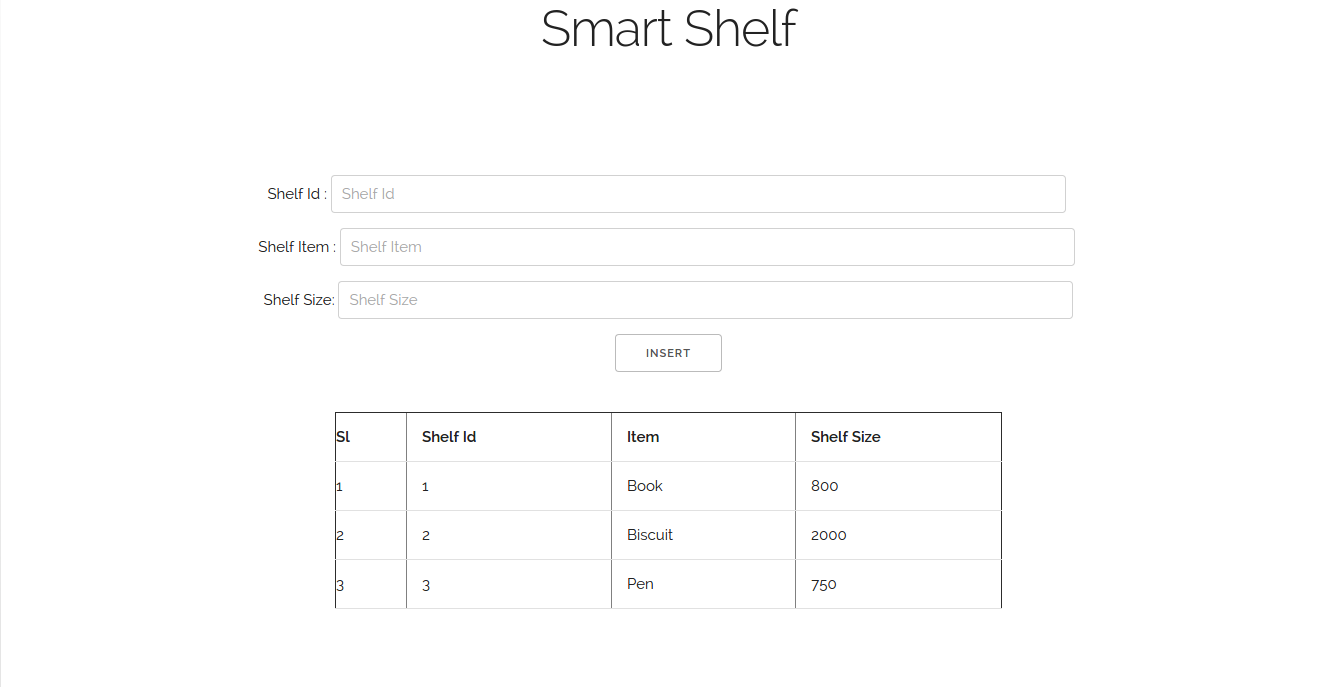 Smart Shelf
Shelf Id : Shelf Id
Shelf Item : Shelf Item
Shelf Size: Shelf Size
INSERT
Sl Shelf Id Item Shelf Size
1 1 Book 800
2 2 Biscuit 2000
3 3 Pen 750